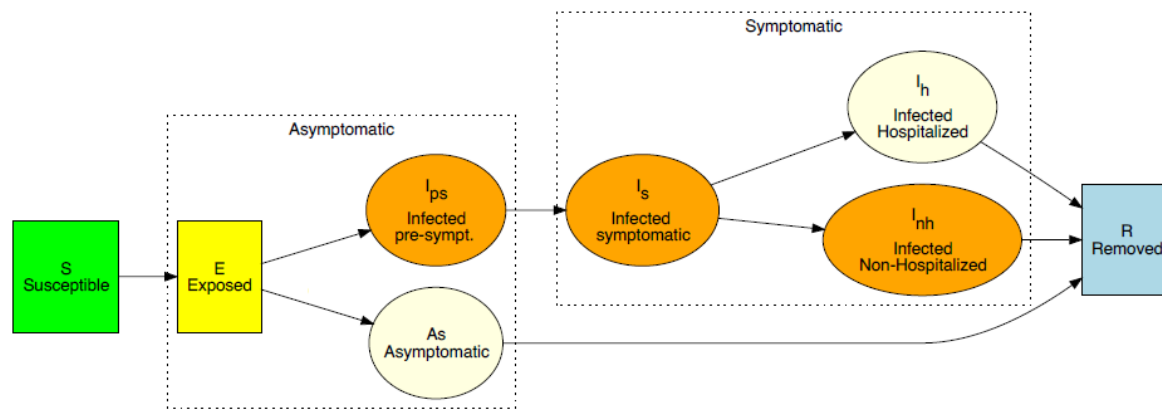 Symptomatic
I_h
Infected
Hospitalized
Asymptomatic
I_ps
Infected
pre-sympt.
I_s
Infected
symptomatic
I_nh
Infected
Non-Hospitalized
S
Susceptible
E
Exposed
As
Asymptomatic
R
Removed